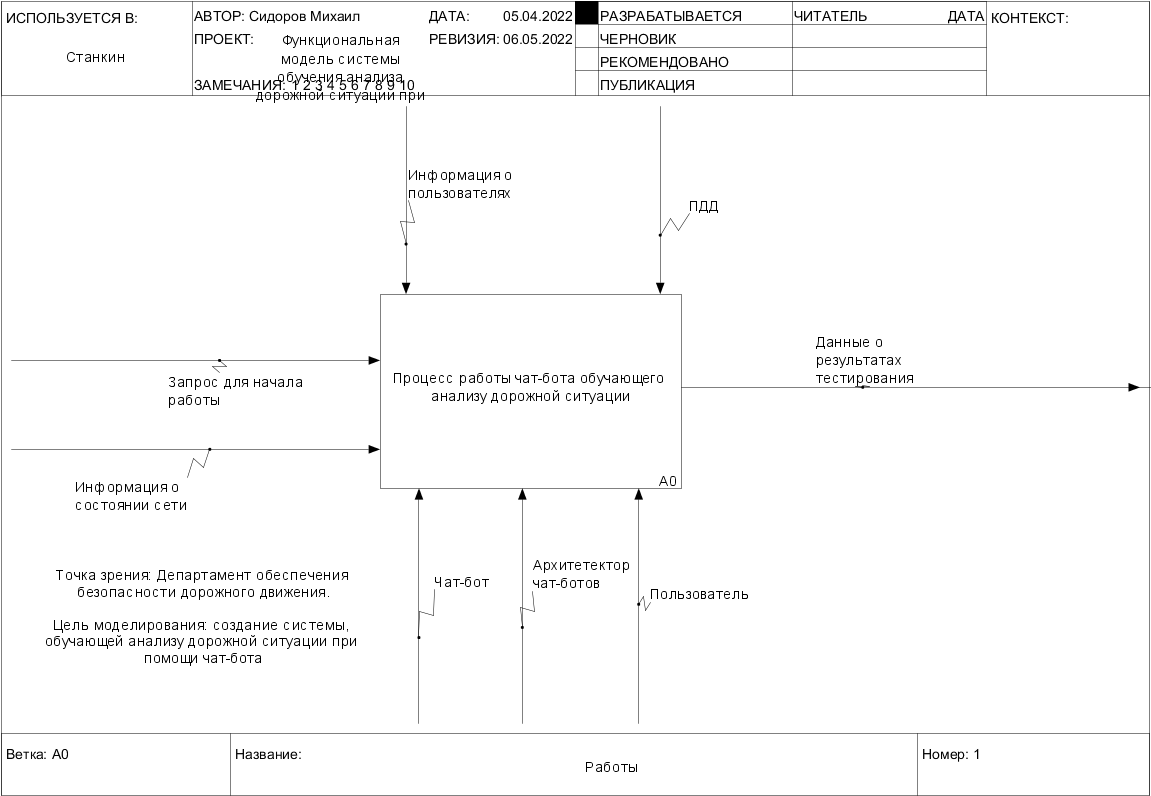 ИСПОЛЬЗУЕТСЯ В:
Станкин
АВТОР: Сидоров Михаил
ДАТА: 05.04.2022
ПРОЕКТ: Функциональная
модель системы
обучения анализа
дорожной ситуации при
РЕВИЗИЯ: 06.05.2022
ЗАМЕЧАНИЯ: 1 2 3 4 5 6 7 8 9 10
РАЗРАБАТЫВАЕТСЯ
ЧЕРНОВИК
РЕКОМЕНДОВАНО
ПУБЛИКАЦИЯ
ЧИТАТЕЛЬ ДАТА
КОНТЕКСТ:
Информация о
пользователях
ПДД
Запрос для начала
работы
Информация о
состоянии сети
Процесс работы чат-бота обучающего
анализу дорожной ситуации
A0
Данные о
результатах
тестирования
Чат-бот
Архитетектор
чат-ботов
Пользователь
Точка зрения: Департамент обеспечения
безопасности дорожного движения.
Цель моделирования: создание системы,
обучающей анализу дорожной ситуации при
помощи чат-бота
Ветка: A0
Название:
Работы
Номер: 1